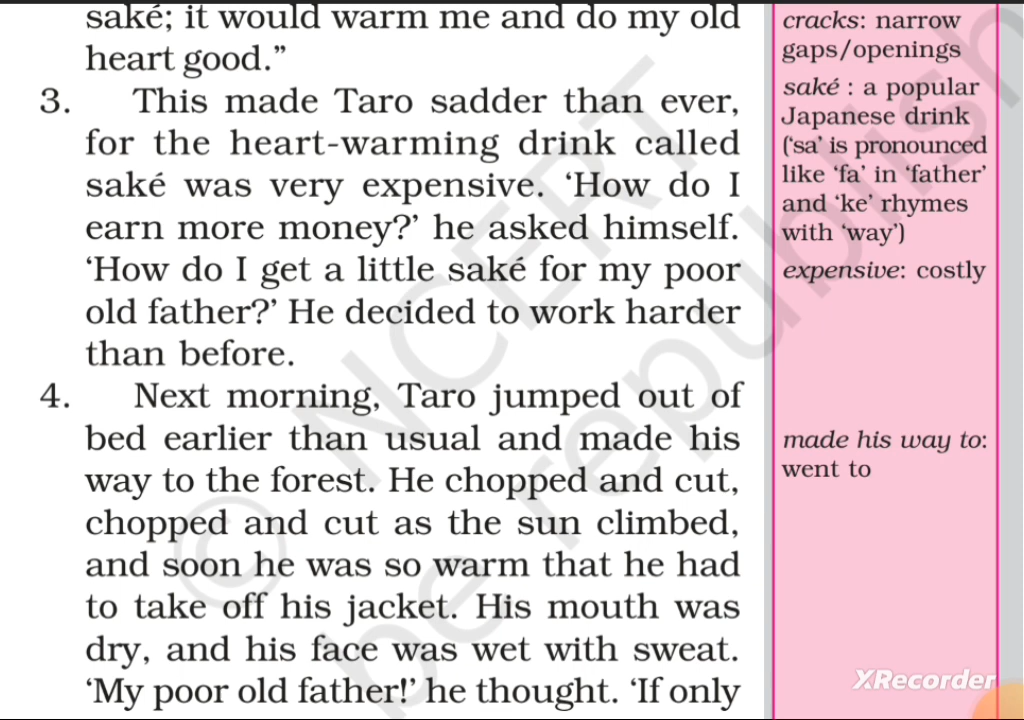 saké; it would warm me and do my old
heart good.”
3. This made Taro sadder than ever,
for the heart-warming drink called
saké was very expensive. ‘How do I
earn more money?’ he asked himself.
‘How do I get a little saké for my poor
old father?’ He decided to work harder
than before.
4. Next morning, Taro jumped out of
bed earlier than usual and made his
way to the forest. He chopped and cut,
chopped and cut as the sun climbed,
and soon he was so warm that he had
to take off his jacket. His mouth was
dry, and his face was wet with sweat.
‘My poor old father!’ he thought. ‘If only
cracks: narrow
gaps/openings
saké : a popular
Japanese drink
(‘sa’ is pronounced
like ‘fa’ in ‘father’
and ‘ke’ rhymes
with ‘way’)
expensive: costly
made his way to:
went to
© NCERT
be republish
XRecorder